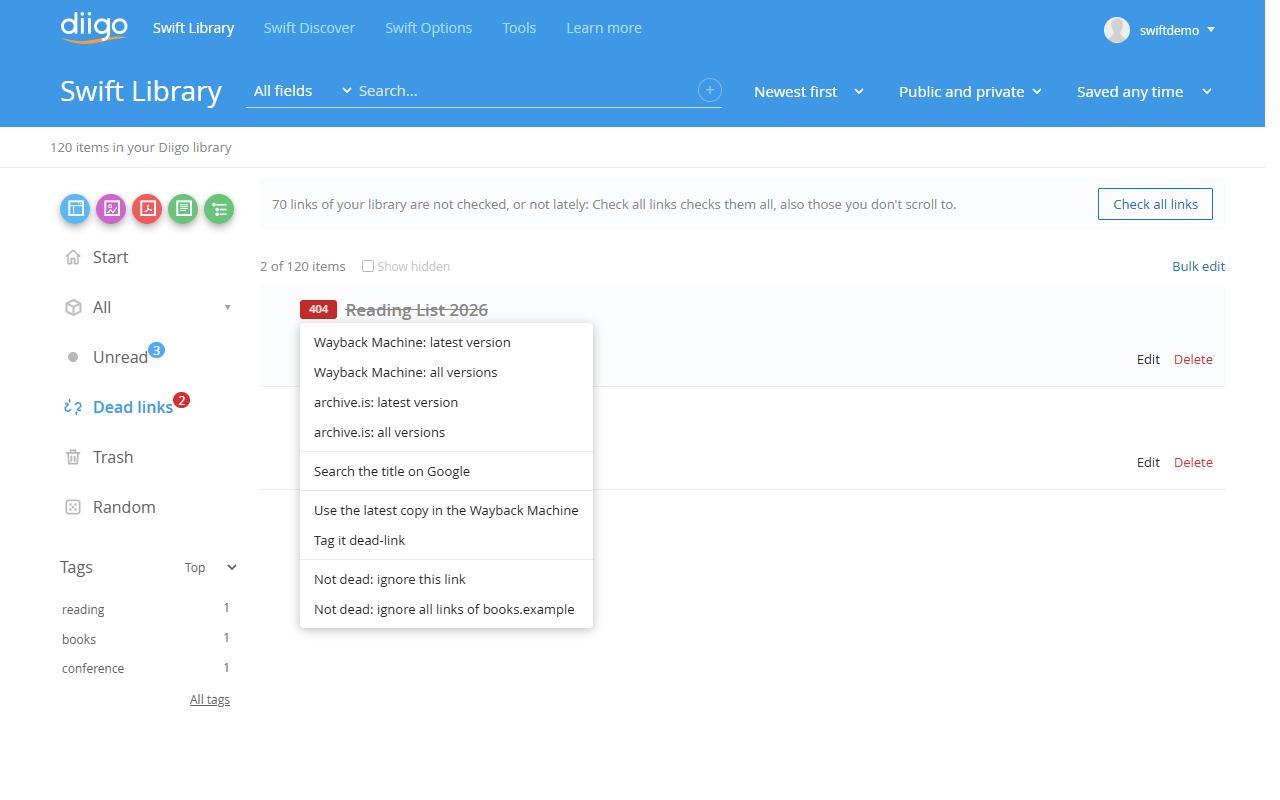 diigo Swift Library Swift Discover Swift Options Tools Learn more swiftdemo
Swift Library All fields Search... + Newest first Public and private Saved any time
120 items in your Diigo library
70 links of your library are not checked, or not lately: Check all links checks them all, also those you don't scroll to. Check all links
Start
2 of 120 items Show hidden Bulk edit
All
404 Reading List 2026
Wayback Machine: latest version
Unread 3
Edit Delete
Wayback Machine: all versions
Dead links 2
archive.is: latest version
archive.is: all versions
Trash
Edit Delete
Search the title on Google
Random
Use the latest copy in the Wayback Machine
Tag it dead-link
Tags Top
Not dead: ignore this link
reading 1
Not dead: ignore all links of books.example
books 1
conference 1
All tags